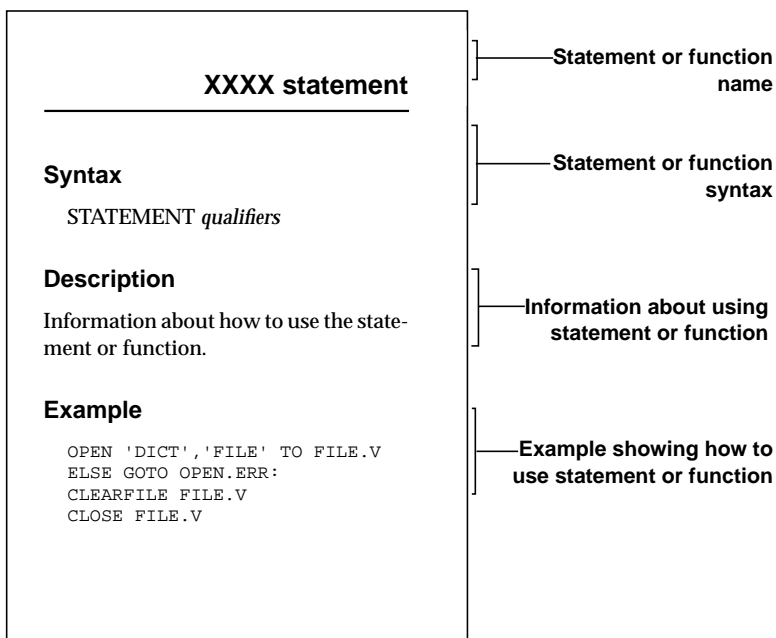 XXXX statement
Statement or function
name
Syntax
STATEMENT qualifiers
Statement or function
syntax
Description
Information about how to use the state-
ment or function.
Information about using
statement or function
Example
OPEN 'DICT','FILE' TO FILE.V
ELSE GOTO OPEN.ERR:
CLEARFILE FILE.V
CLOSE FILE.V
Example showing how to
use statement or function